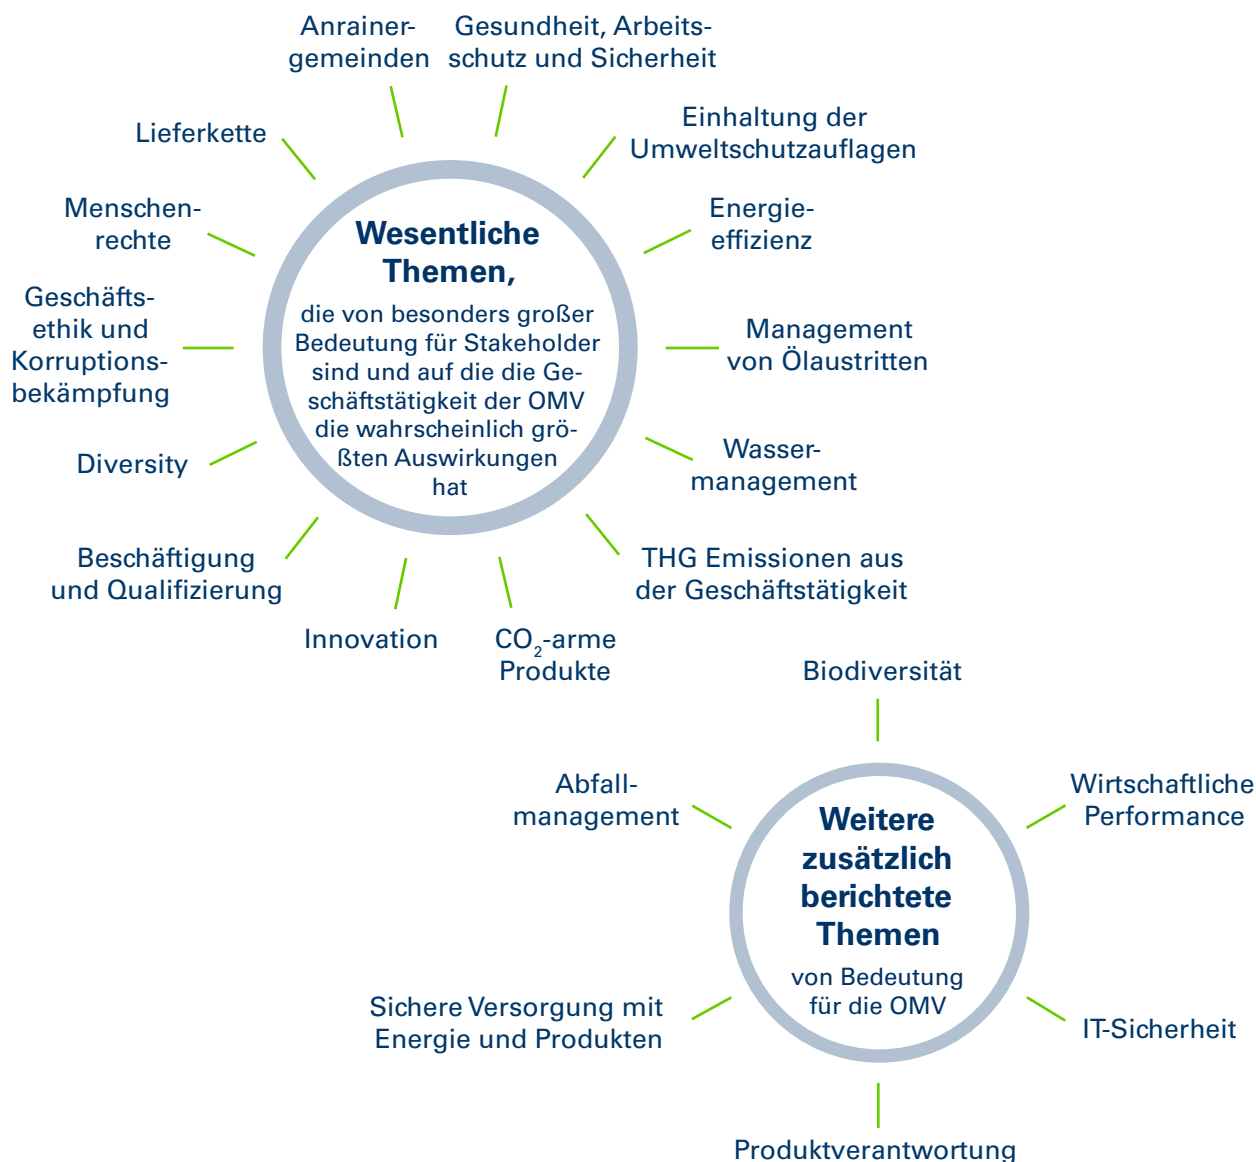 Anrainer-
gemeinden
Gesundheit, Arbeits-
schutz und Sicherheit
Lieferkette
Einhaltung der
Umweltschutzauflagen
Menschen-
rechte
Energie-
effizienz
Wesentliche
Themen,
die von besonders großer
Bedeutung für Stakeholder
sind und auf die die Ge-
schäftstätigkeit der OMV
die wahrscheinlich grö-
ßten Auswirkungen
hat
Geschäfts-
ethik und
Korruptions-
bekämpfung
Management
von Ölaustritten
Diversity
Wasser-
management
Beschäftigung
und Qualifizierung
THG Emissionen aus
der Geschäftstätigkeit
Innovation
CO₂-arme
Produkte
Biodiversität
Abfall-
management
Wirtschaftliche
Performance
Weitere
zusätzlich
berichtete
Themen
von Bedeutung
für die OMV
Sichere Versorgung mit
Energie und Produkten
IT-Sicherheit
Produktverantwortung